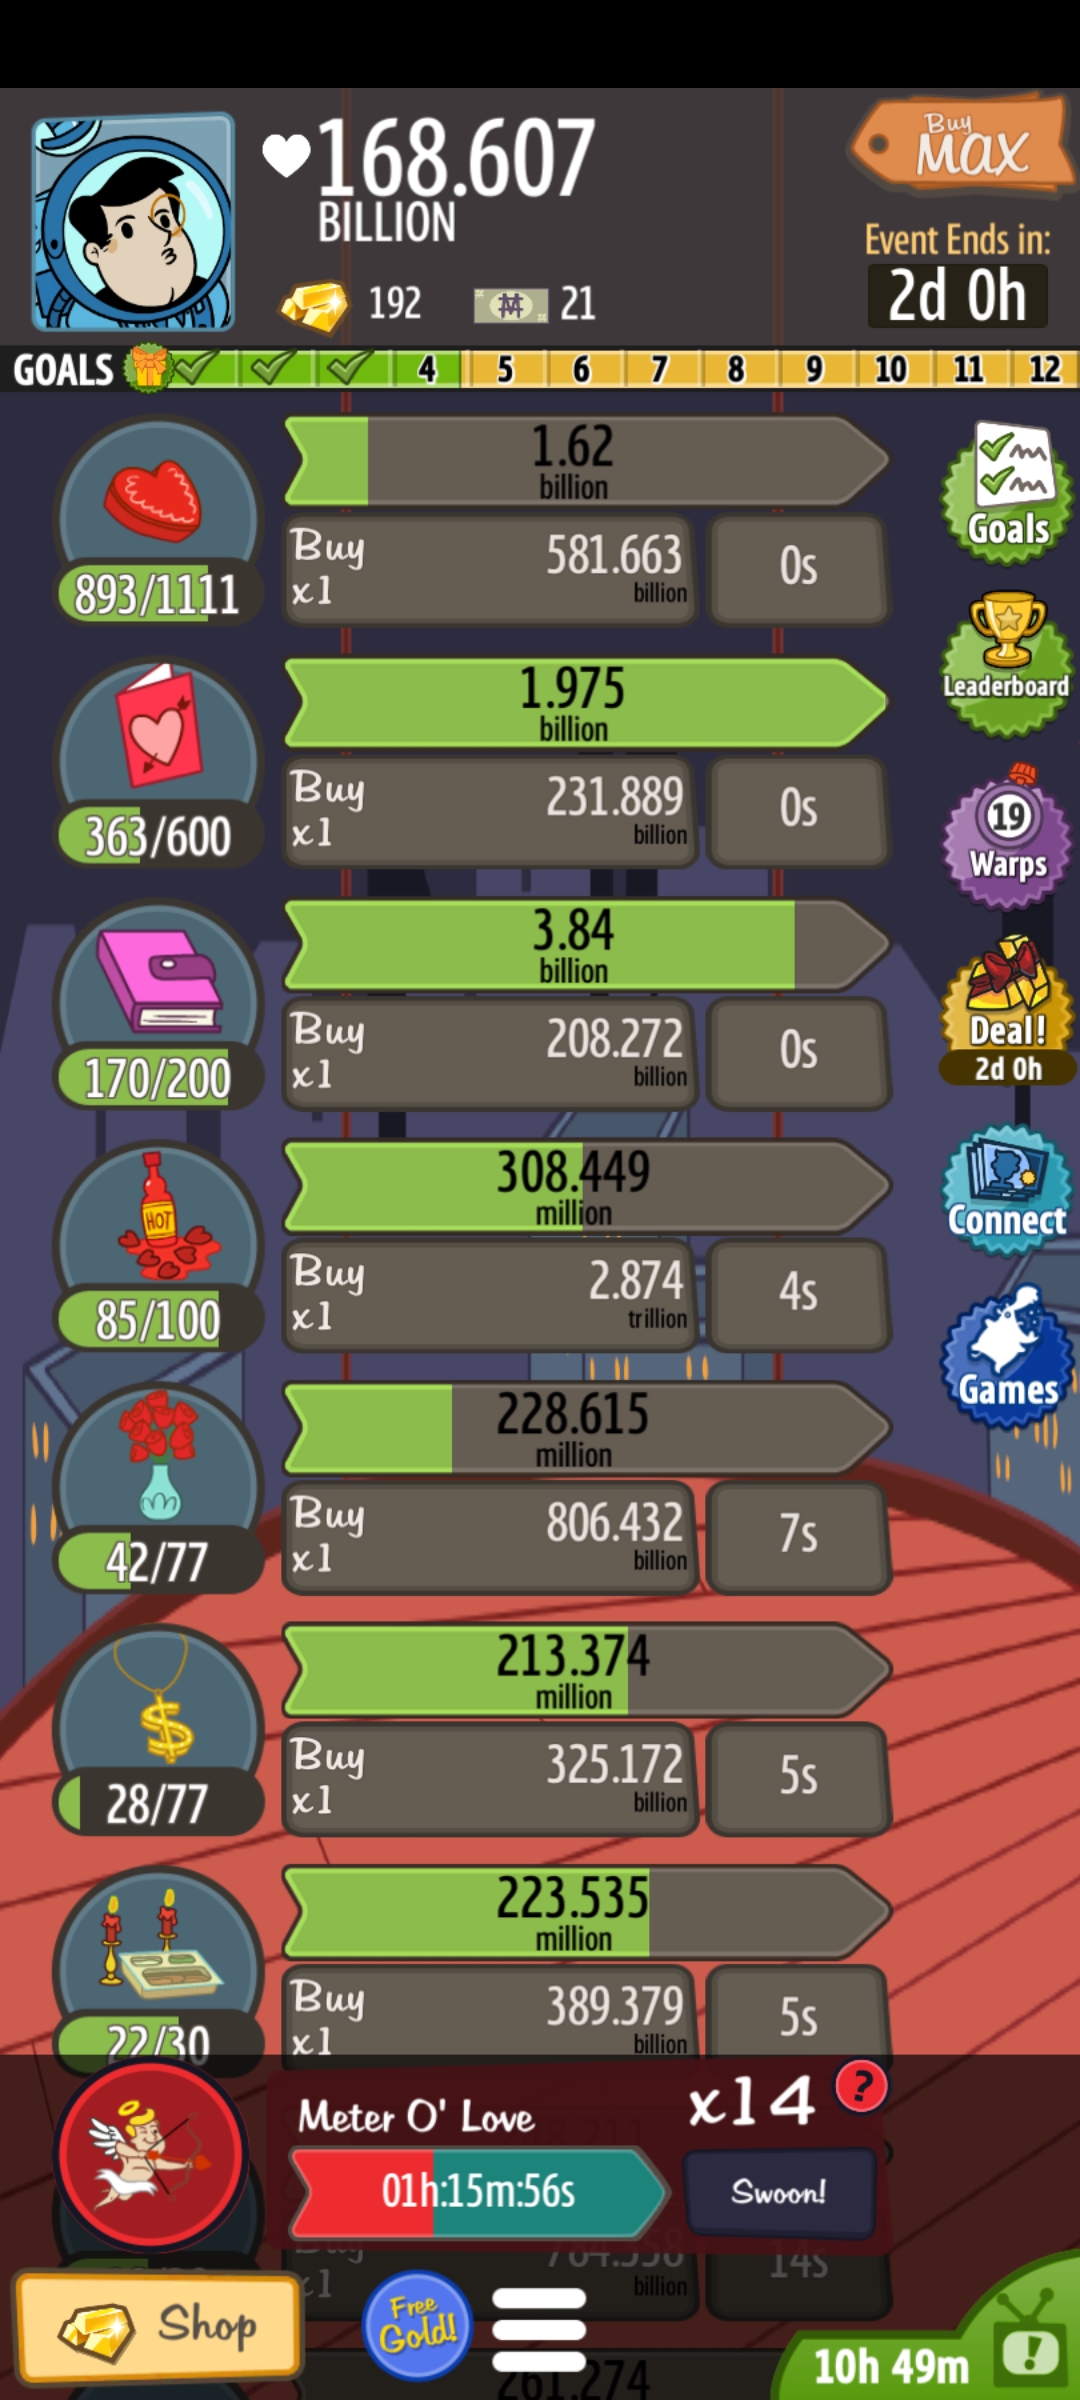 168.607
BILLION
192
21
Buy
MAX
Event Ends in:
2d 0h
GOALS
4
5
6
7
8
9
10
11
12
1.62
billion
893/1111
Buy
x1
581.663
billion
0s
Goals
1.975
billion
363/600
Buy
x1
231.889
billion
0s
Leaderboard
19
Warps
3.84
billion
170/200
Buy
x1
208.272
billion
0s
Deal!
2d 0h
HOT
308.449
million
85/100
Buy
x1
2.874
trillion
4s
Connect
228.615
million
42/77
Buy
x1
806.432
billion
7s
Games
213.374
million
28/77
Buy
x1
325.172
billion
5s
223.535
million
22/30
Buy
x1
389.379
billion
5s
Meter O' Love
x14
?
01h:15m:56s
Swoon!
Buy
x1
784.558
billion
14s
Shop
Free
Gold!
261.274
10h 49m